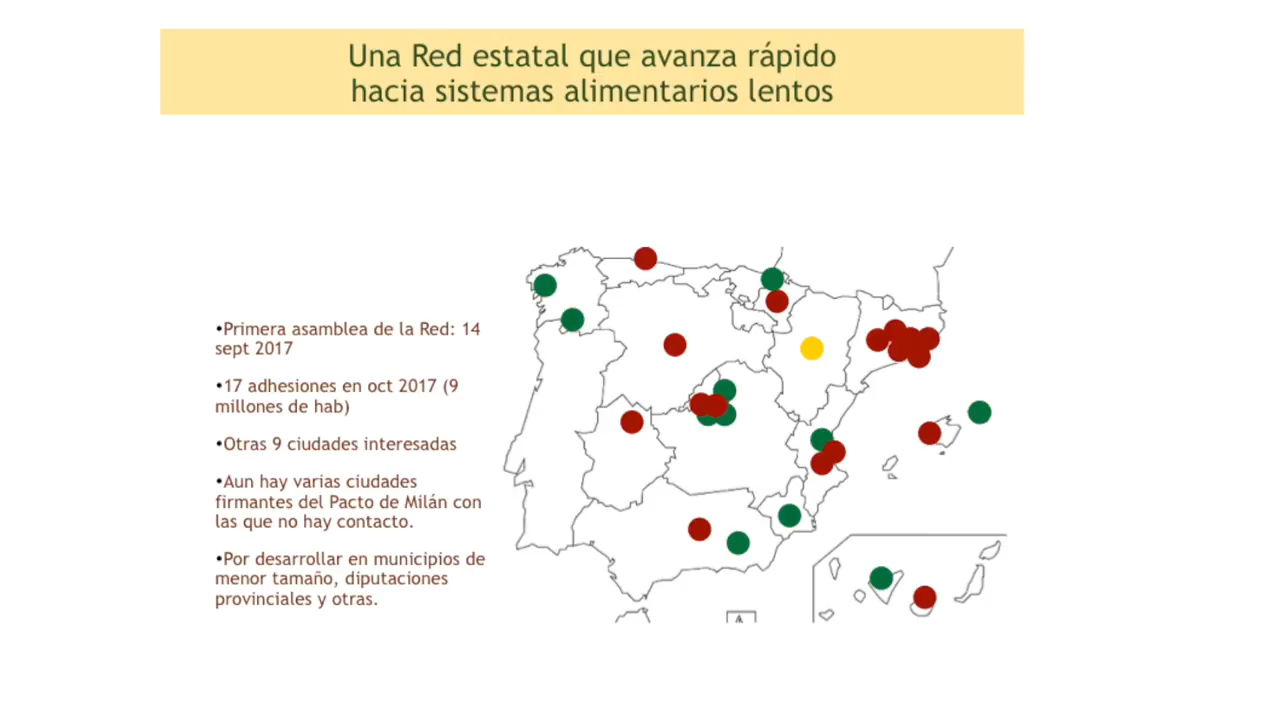 Una Red estatal que avanza rápido
hacia sistemas alimentarios lentos
•Primera asamblea de la Red: 14
sept 2017
•17 adhesiones en oct 2017 (9
millones de hab)
•Otras 9 ciudades interesadas
•Aun hay varias ciudades
firmantes del Pacto de Milán con
las que no hay contacto.
•Por desarrollar en municipios de
menor tamaño, diputaciones
provinciales y otras.